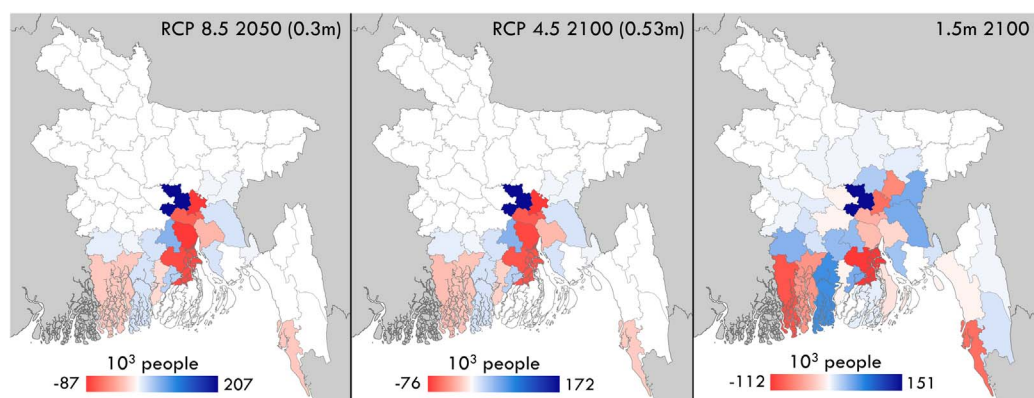 RCP 8.5 2050 (0.3m)
RCP 4.5 2100 (0.53m)
1.5m 2100
10³ people
-87 207
10³ people
-76 172
10³ people
-112 151